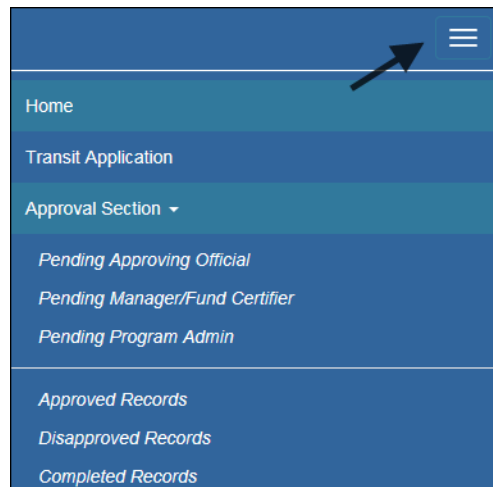 Home
Transit Application
Approval Section
Pending Approving Official
Pending Manager/Fund Certifier
Pending Program Admin
Approved Records
Disapproved Records
Completed Records